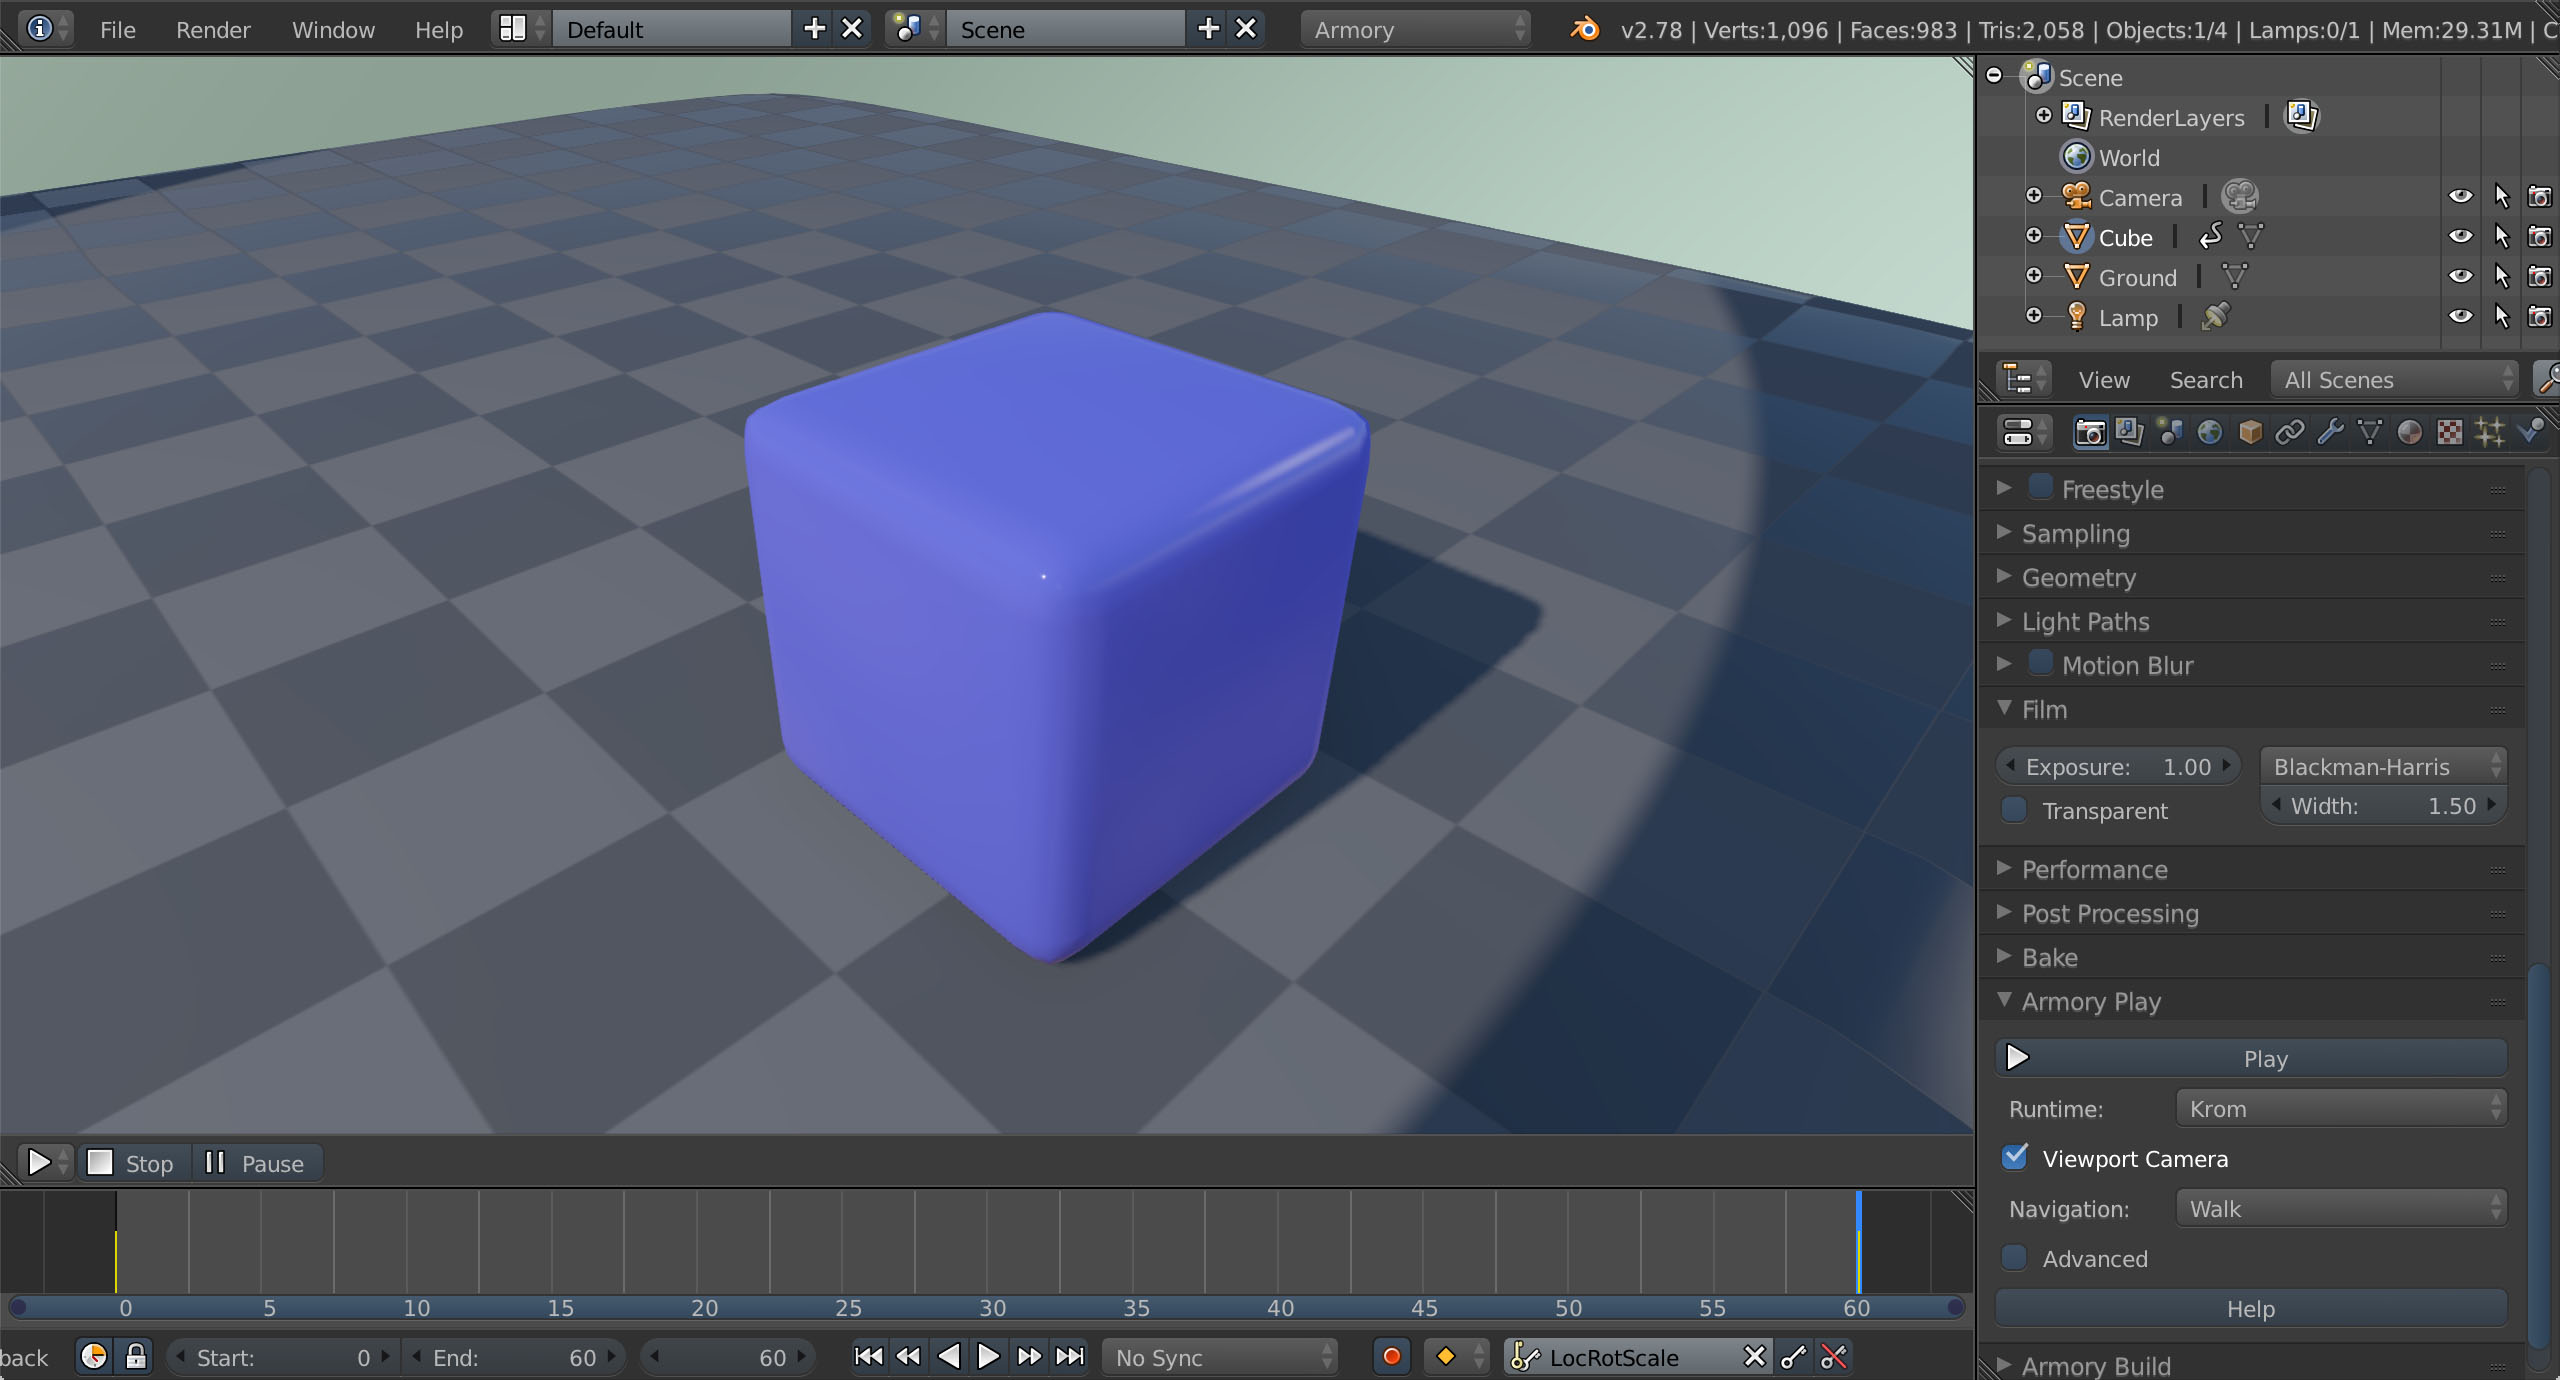 File Render Window Help Default Scene Armory v2.78 | Verts:1,096 | Faces:983 | Tris:2,058 | Objects:1/4 | Lamps:0/1 | Mem:29.31M | C
Scene
RenderLayers
World
Camera
Cube
Ground
Lamp
View Search All Scenes
Freestyle
Sampling
Geometry
Light Paths
Motion Blur
Film
Exposure: 1.00 Blackman-Harris
Transparent Width: 1.50
Performance
Post Processing
Bake
Armory Play
Play
Runtime: Krom
Viewport Camera
Navigation: Walk
Advanced
Help
Armory Build
Stop Pause
0 5 10 15 20 25 30 35 40 45 50 55 60
back Start: 0 End: 60 60 No Sync LocRotScale